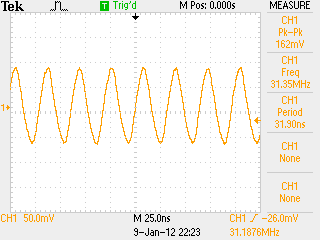 Tek T Trig'd M Pos: 0.000s MEASURE
CH1
Pk-Pk
162mV
CH1
Freq
31.35MHz
CH1
Period
31.90ns
CH1
None
CH1
None
1
CH1 50.0mV M 25.0ns CH1 -26.0mV
9-Jan-12 22:23 31.1876MHz